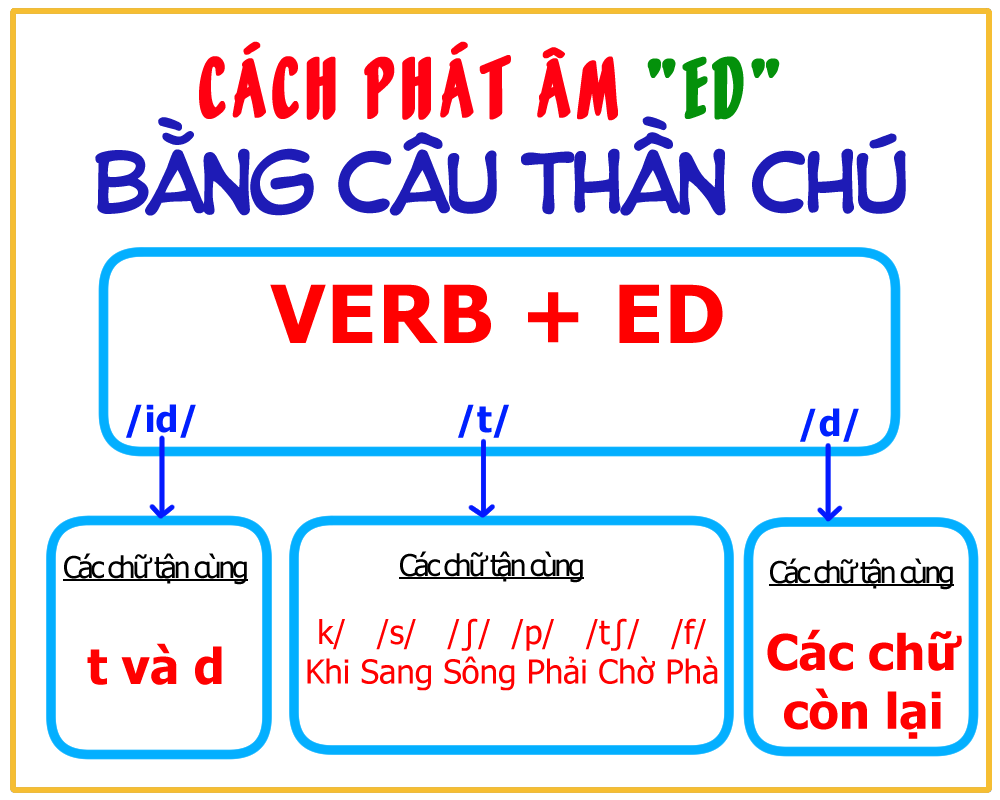 CÁCH PHÁT ÂM "ED"
BẰNG CÂU THẦN CHÚ
VERB + ED
/id/ /t/ /d/
Các chữ tận cùng
t và d
Các chữ tận cùng
k/ /s/ /ʃ/ /p/ /tʃ/ /f/
Khi Sang Sông Phải Chờ Phà
Các chữ tận cùng
Các chữ
còn lại